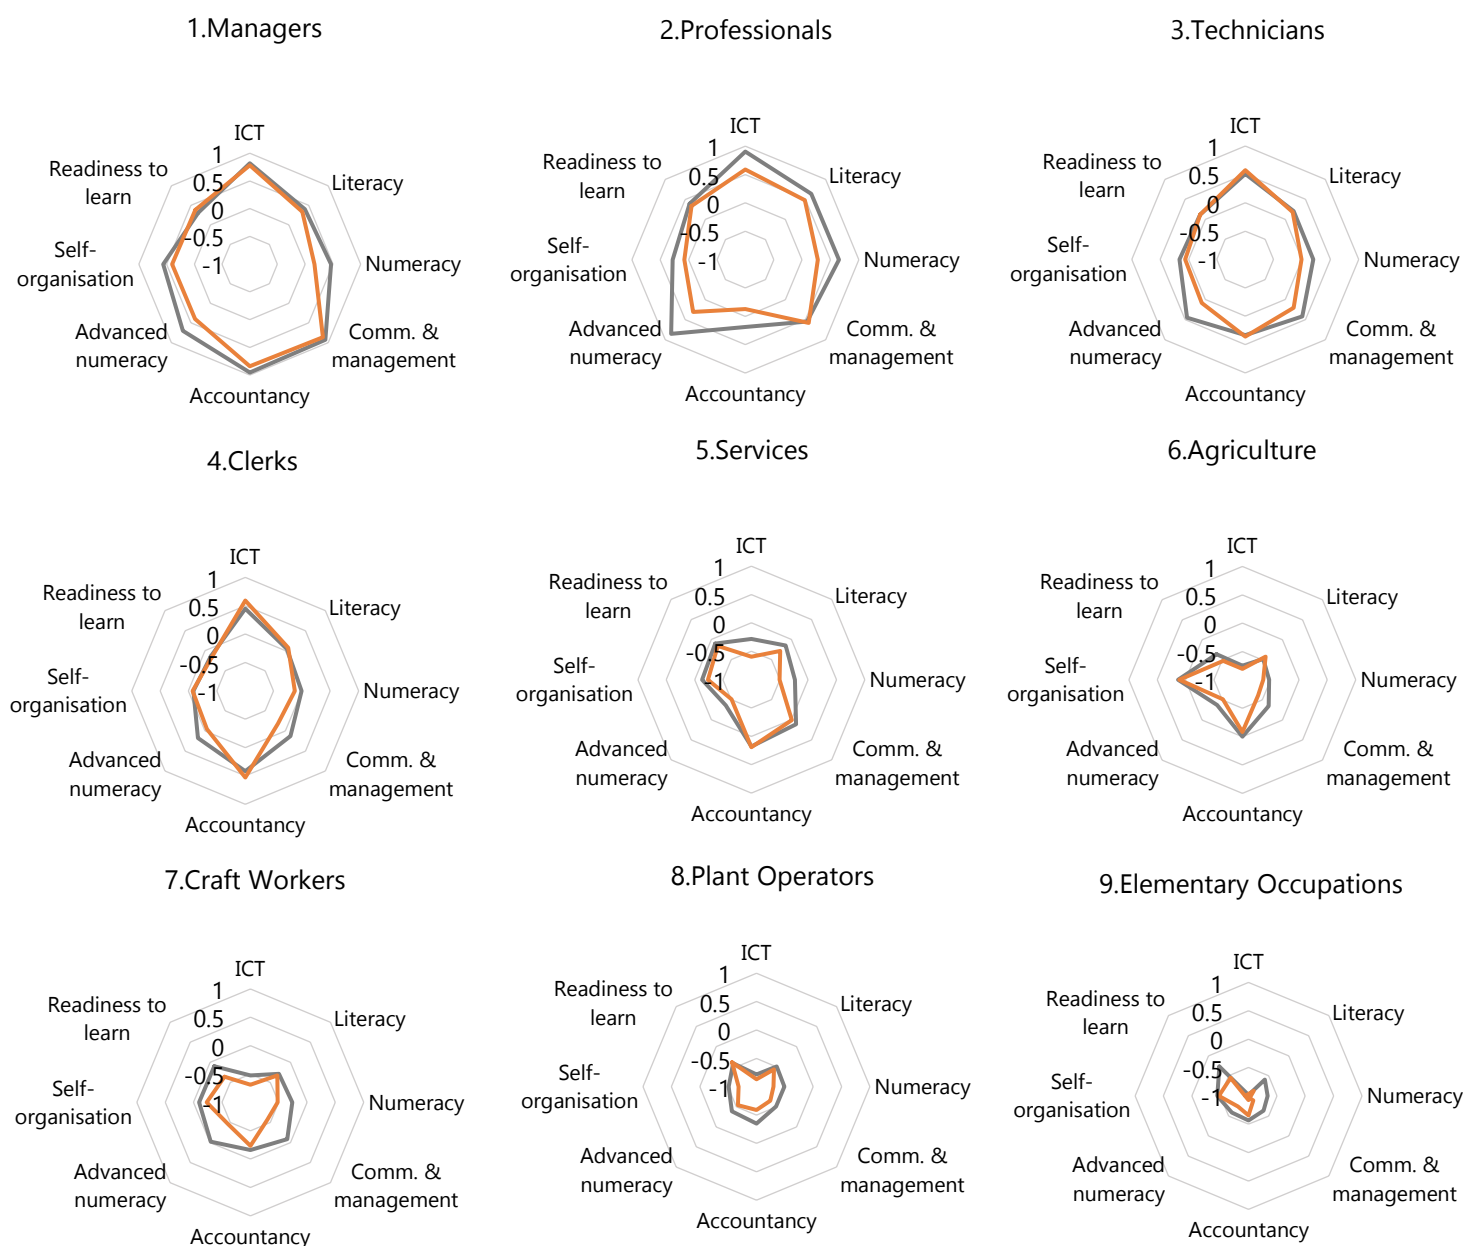 1.Managers
ICT
1
0.5
0
-0.5
-1
Readiness to
learn
Literacy
Self-
organisation
Numeracy
Advanced
numeracy
Comm. &
management
Accountancy
2.Professionals
ICT
1
0.5
0
-0.5
-1
Readiness to
learn
Literacy
Self-
organisation
Numeracy
Advanced
numeracy
Comm. &
management
Accountancy
3.Technicians
ICT
1
0.5
0
-0.5
-1
Readiness to
learn
Literacy
Self-
organisation
Numeracy
Advanced
numeracy
Comm. &
management
Accountancy
4.Clerks
ICT
1
0.5
0
-0.5
-1
Readiness to
learn
Literacy
Self-
organisation
Numeracy
Advanced
numeracy
Comm. &
management
Accountancy
5.Services
ICT
1
0.5
0
-0.5
-1
Readiness to
learn
Literacy
Self-
organisation
Numeracy
Advanced
numeracy
Comm. &
management
Accountancy
6.Agriculture
ICT
1
0.5
0
-0.5
-1
Readiness to
learn
Literacy
Self-
organisation
Numeracy
Advanced
numeracy
Comm. &
management
Accountancy
7.Craft Workers
ICT
1
0.5
0
-0.5
-1
Readiness to
learn
Literacy
Self-
organisation
Numeracy
Advanced
numeracy
Comm. &
management
Accountancy
8.Plant Operators
ICT
1
0.5
0
-0.5
-1
Readiness to
learn
Literacy
Self-
organisation
Numeracy
Advanced
numeracy
Comm. &
management
Accountancy
9.Elementary Occupations
ICT
1
0.5
0
-0.5
-1
Readiness to
learn
Literacy
Self-
organisation
Numeracy
Advanced
numeracy
Comm. &
management
Accountancy